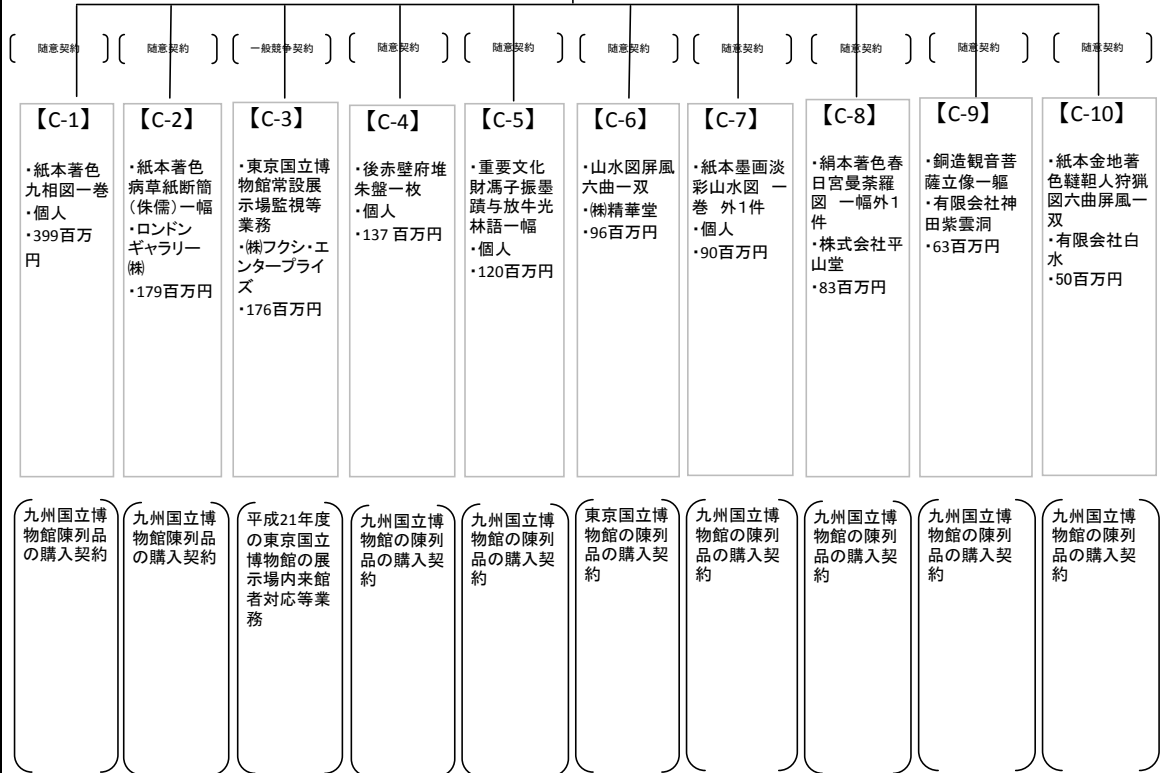 随意契約
随意契約
一般競争契約
随意契約
随意契約
随意契約
随意契約
随意契約
随意契約
随意契約
【C-1】
・紙本著色
九相図一巻
・個人
・399百万
円
【C-2】
・紙本著色
病草紙断簡
（侏儒）一幅
・ロンドン
ギャラリー
㈱
・179百万円
【C-3】
・東京国立博
物館常設展
示場監視等
業務
・㈱フクシ・エ
ンタープライ
ズ
・176百万円
【C-4】
・後赤壁府堆
朱盤一枚
・個人
・137 百万円
【C-5】
・重要文化
財馮子振墨
蹟与放牛光
林語一幅
・個人
・120百万円
【C-6】
・山水図屏風
六曲一双
・㈱精華堂
・96百万円
【C-7】
・紙本墨画淡
彩山水図 一
巻 外1件
・個人
・90百万円
【C-8】
・絹本著色春
日宮曼荼羅
図 一幅外1
件
・株式会社平
山堂
・83百万円
【C-9】
・銅造観音菩
薩立像一軀
・有限会社神
田紫雲洞
・63百万円
【C-10】
・紙本金地著
色韃靼人狩猟
図六曲屏風一
双
・有限会社白
水
・50百万円
九州国立博
物館陳列品
の購入契約
九州国立博
物館陳列品
の購入契約
平成21年度
の東京国立
博物館の展
示場内来館
者対応等業
務
九州国立博
物館の陳列
品の購入契
約
九州国立博
物館の陳列
品の購入契
約
東京国立博
物館の陳列
品の購入契
約
九州国立博
物館の陳列
品の購入契
約
九州国立博
物館の陳列
品の購入契
約
九州国立博
物館の陳列
品の購入契
約
九州国立博
物館の陳列
品の購入契
約